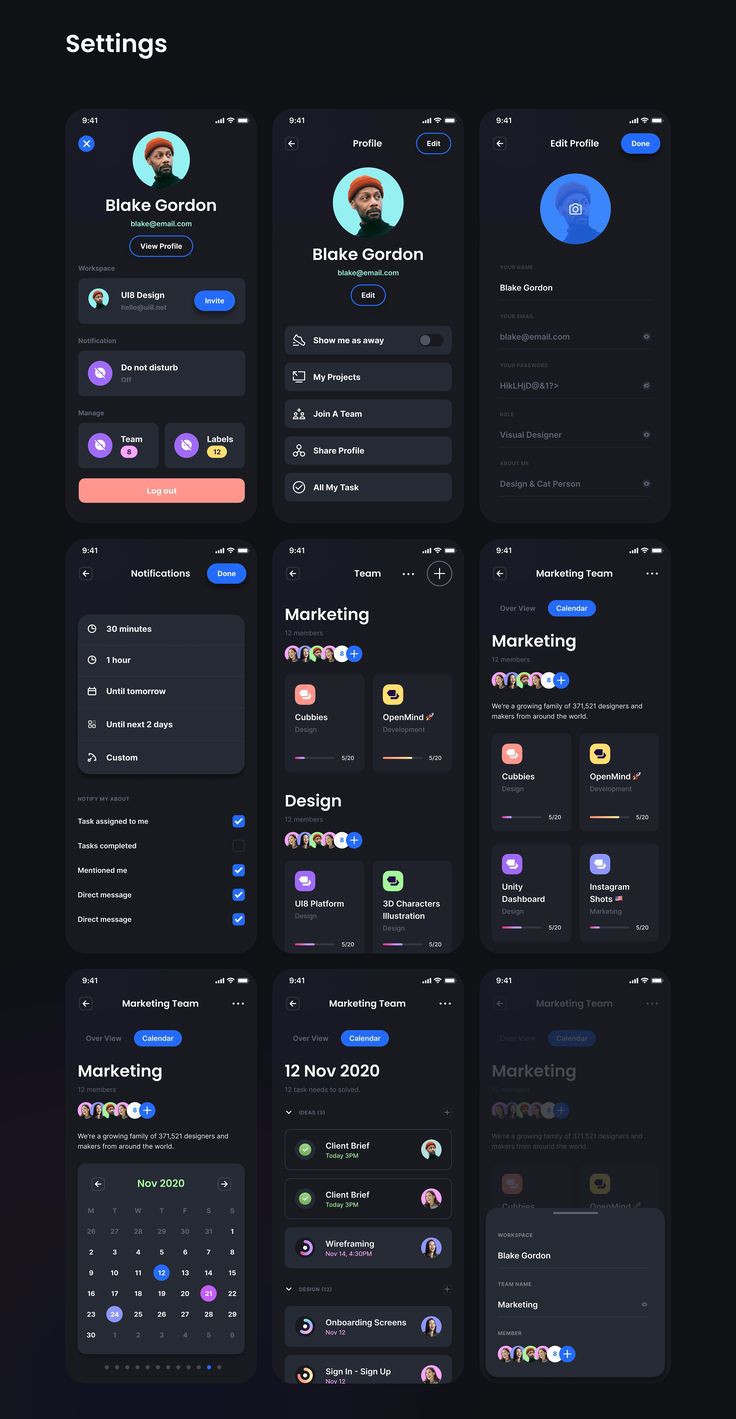 Settings
9:41
Blake Gordon
blake@email.com
View Profile
Workspace
UI8 Design
hello@ui8.net
Invite
Notification
Do not disturb
Off
Manage
Team
8
Labels
12
Log out
9:41
Profile
Edit
Blake Gordon
blake@email.com
Edit
Show me as away
My Projects
Join A Team
Share Profile
All My Task
9:41
Edit Profile
Done
YOUR NAME
Blake Gordon
YOUR EMAIL
blake@email.com
YOUR PASSWORD
HikLHjD@&1?>
ROLE
Visual Designer
ABOUT ME
Design & Cat Person
9:41
Notifications
Done
30 minutes
1 hour
Until tomorrow
Until next 2 days
Custom
NOTIFY MY ABOUT
Task assigned to me
Tasks completed
Mentioned me
Direct message
Direct message
9:41
Team
Marketing
12 members
8
Cubbies
Design
5/20
OpenMind 🚀
Development
5/20
Design
12 members
8
UI8 Platform
Design
5/20
3D Characters
Illustration
Design
5/20
9:41
Marketing Team
Over View
Calendar
Marketing
12 members
8
We're a growing family of 371,521 designers and
makers from around the world.
Cubbies
Design
5/20
OpenMind 🚀
Development
5/20
Unity
Dashboard
Design
5/20
Instagram
Shots 🇺🇸
Marketing
5/20
9:41
Marketing Team
Over View
Calendar
Marketing
12 members
8
We're a growing family of 371,521 designers and
makers from around the world.
Nov 2020
M T W T F S S
26 27 28 29 30 31 1
2 3 4 5 6 7 8
9 10 11 12 13 14 15
16 17 18 19 20 21 22
23 24 25 26 27 28 29
30 1 2 3 4 5 6
9:41
Marketing Team
Over View
Calendar
12 Nov 2020
12 task needs to solved.
IDEAS (3)
Client Brief
Today 3PM
Client Brief
Today 3PM
Wireframing
Nov 14, 4:30PM
DESIGN (12)
Onboarding Screens
Nov 12
Sign In - Sign Up
Nov 12
9:41
Marketing Team
Over View
Calendar
Marketing
12 members
8
We're a growing family of 371,521 designers and
makers from around the world.
Cubbies
OpenMind 🚀
WORKSPACE
Blake Gordon
TEAM NAME
Marketing
MEMBER
8